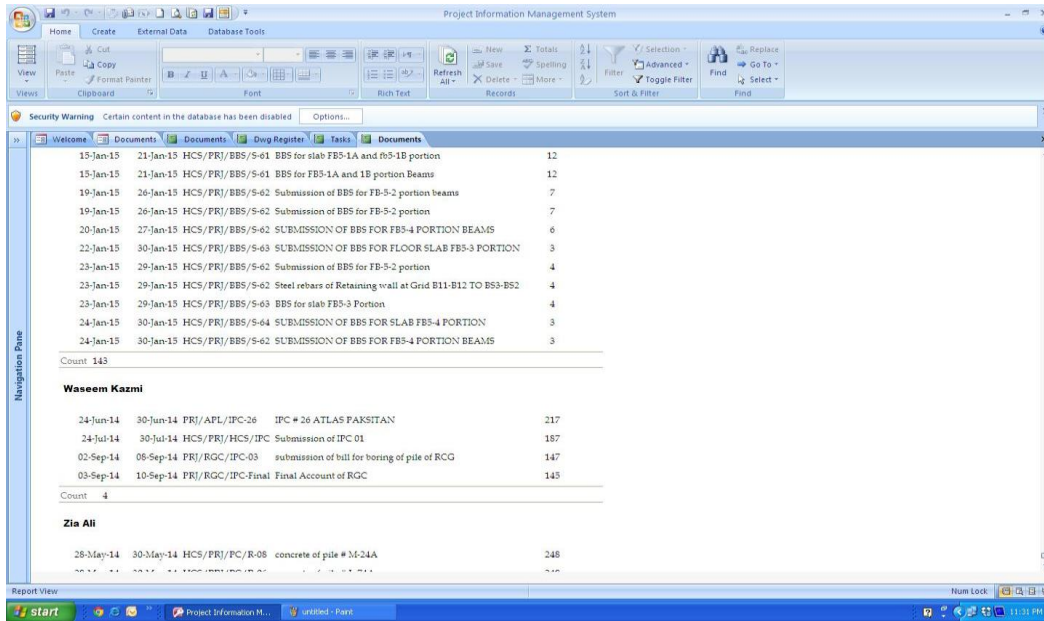 Project Information Management System
Home Create External Data Database Tools
View
Paste
Cut
Copy
Format Painter
Refresh All
New
Save
Delete
Totals
Spelling
More
Filter
Selection
Advanced
Toggle Filter
Find
Replace
Go To
Select
Views Clipboard Font Rich Text Records Sort & Filter Find
Security Warning Certain content in the database has been disabled Options...
Welcome Documents Documents Dwg Register Tasks Documents
Navigation Pane
15-Jan-15 21-Jan-15 HCS/PRJ/BBS/S-61 BBS for slab FB5-1A and fb5-1B portion 12
15-Jan-15 21-Jan-15 HCS/PRJ/BBS/S-61 BBS for FB5-1A and 1B portion Beams 12
19-Jan-15 26-Jan-15 HCS/PRJ/BBS/S-62 Submission of BBS for FB-5-2 portion beams 7
19-Jan-15 26-Jan-15 HCS/PRJ/BBS/S-62 Submission of BBS for FB-5-2 portion 7
20-Jan-15 27-Jan-15 HCS/PRJ/BBS/S-62 SUBMISSION OF BBS FOR FB5-4 PORTION BEAMS 6
22-Jan-15 30-Jan-15 HCS/PRJ/BBS/S-63 SUBMISSION OF BBS FOR FLOOR SLAB FB5-3 PORTION 3
23-Jan-15 29-Jan-15 HCS/PRJ/BBS/S-62 Submission of BBS for FB-5-2 portion 4
23-Jan-15 29-Jan-15 HCS/PRJ/BBS/S-62 Steel rebars of Retaining wall at Grid B11-B12 TO BS3-BS2 4
23-Jan-15 29-Jan-15 HCS/PRJ/BBS/S-63 BBS for slab FB5-3 Portion 4
24-Jan-15 30-Jan-15 HCS/PRJ/BBS/S-64 SUBMISSION OF BBS FOR SLAB FB5-4 PORTION 3
24-Jan-15 30-Jan-15 HCS/PRJ/BBS/S-62 SUBMISSION OF BBS FOR FB5-4 PORTION BEAMS 3
Count 143
Waseem Kazmi
24-Jun-14 30-Jun-14 PRJ/APL/IPC-26 IPC # 26 ATLAS PAKSITAN 217
24-Jul-14 30-Jul-14 HCS/PRJ/HCS/IPC Submission of IPC 01 187
02-Sep-14 08-Sep-14 PRJ/RGC/IPC-03 submission of bill for boring of pile of RCG 147
03-Sep-14 10-Sep-14 PRJ/RGC/IPC-Final Final Account of RGC 145
Count 4
Zia Ali
28-May-14 30-May-14 HCS/PRJ/PC/R-08 concrete of pile # M-24A 248
Report View Num Lock
start Project Information M... untitled - Paint 11:31 PM